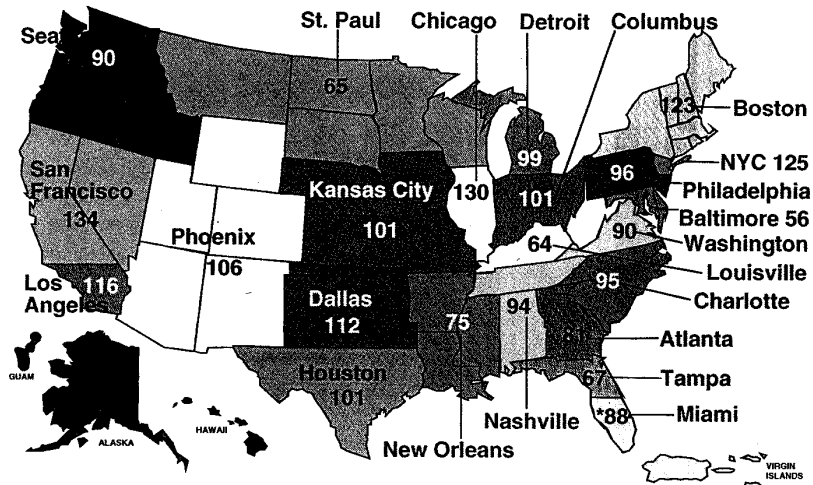 St. Paul
Chicago
Detroit
Columbus
Sea
90
65
123
Boston
99
NYC 125
96
San
Francisco
134
Kansas City
101
130
101
Philadelphia
Baltimore 56
90
Washington
64
Phoenix
106
Louisville
Los
Angeles
116
95
Charlotte
Dallas
112
75
94
Atlanta
GUAM
Houston
101
67
Tampa
*88
Miami
Nashville
ALASKA
HAWAII
New Orleans
VIRGIN
ISLANDS